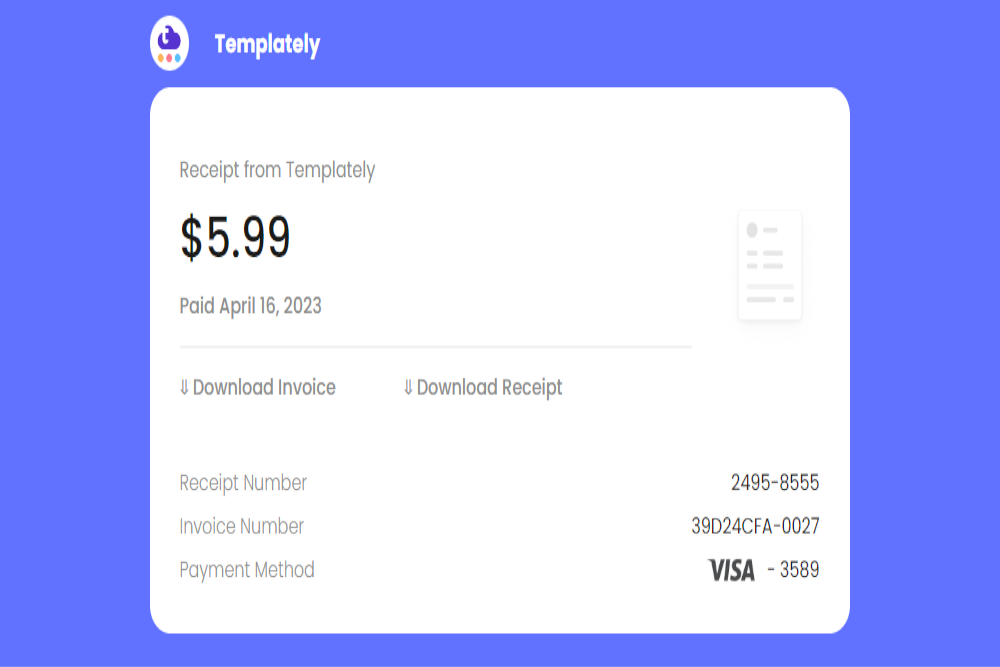 Templately
Receipt from Templately
$5.99
Paid April 16, 2023
⇓ Download Invoice ⇓ Download Receipt
Receipt Number 2495-8555
Invoice Number 39D24CFA-0027
Payment Method VISA - 3589